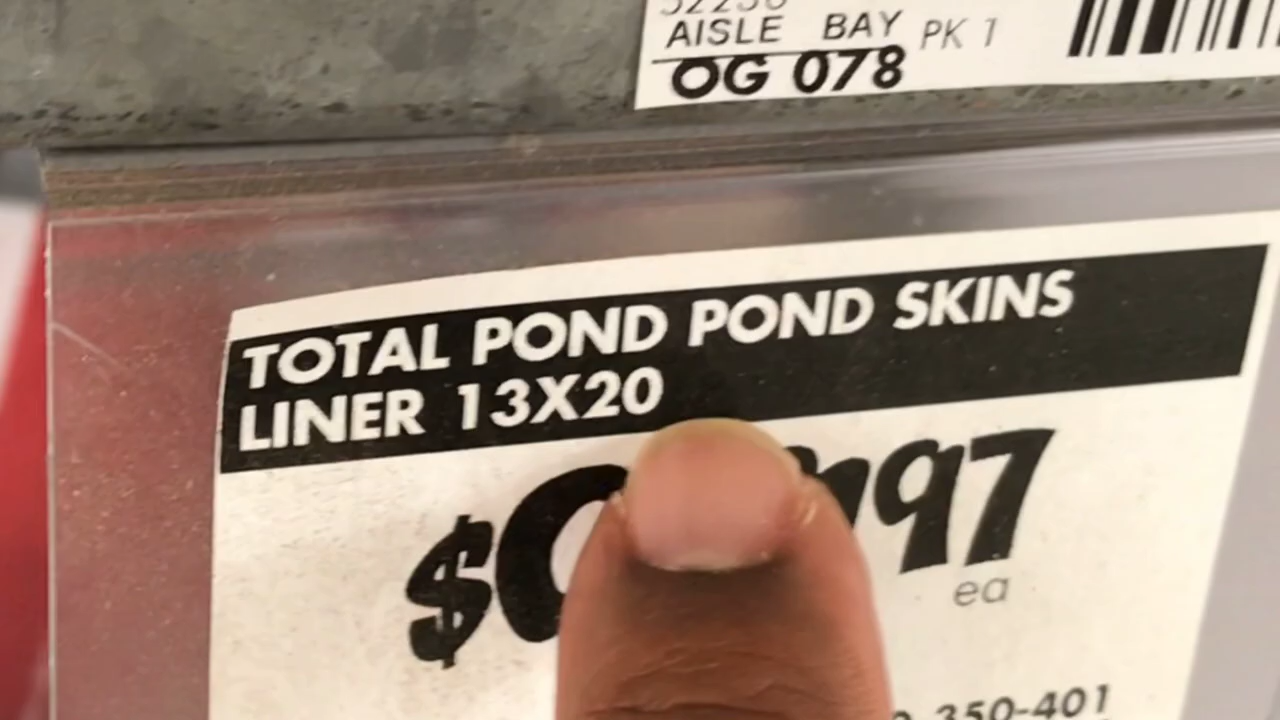 AISLE BAY PK 1
OG 078
TOTAL POND POND SKINS
LINER 13X20
$ 97
ea
350-401